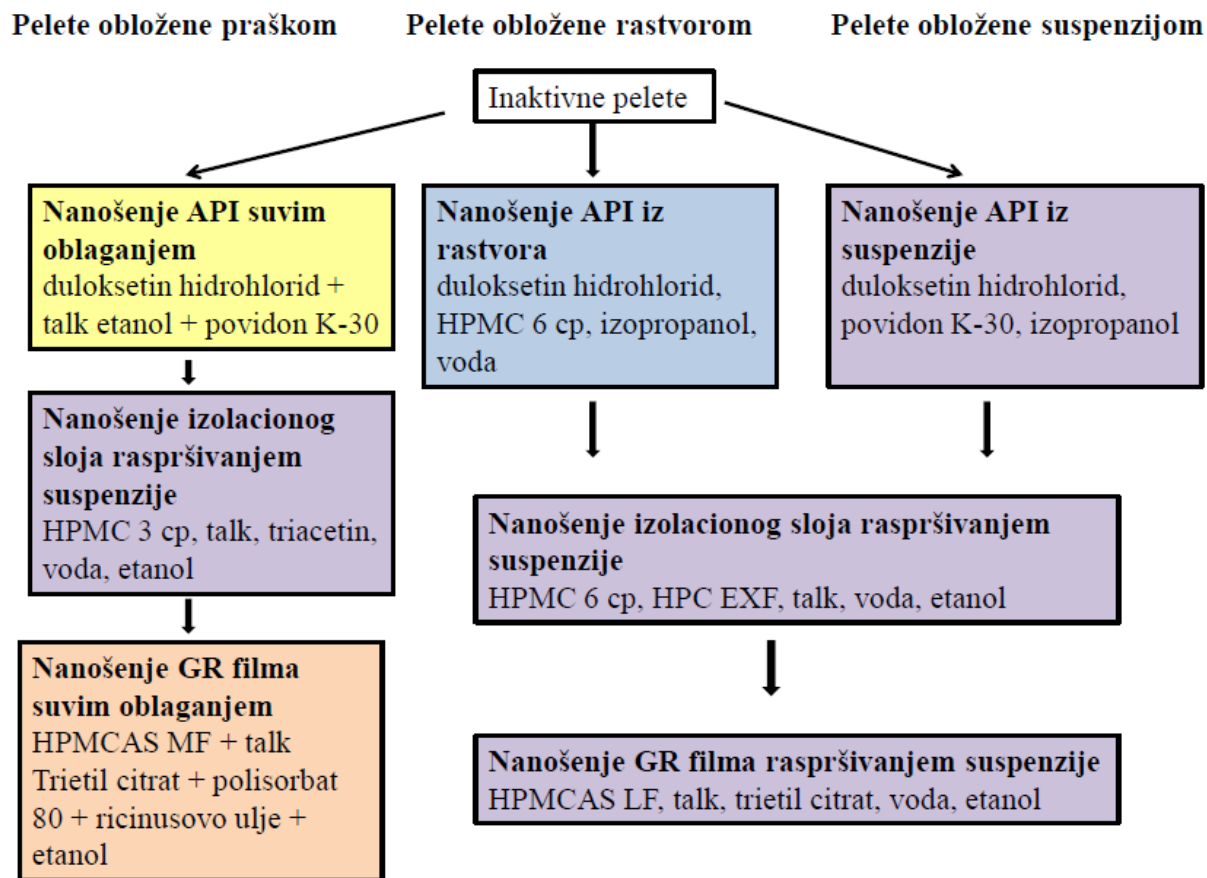 Pelete obložene praškom
Pelete obložene rastvorom
Pelete obložene suspenzijom
Inaktivne pelete
Nanošenje API suvim
oblaganjem
duloksetin hidrohlorid +
talk etanol + povidon K-30
Nanošenje API iz
rastvora
duloksetin hidrohlorid,
HPMC 6 cp, izopropanol,
voda
Nanošenje API iz
suspenzije
duloksetin hidrohlorid,
povidon K-30, izopropanol
Nanošenje izolacionog
sloja raspršivanjem
suspenzije
HPMC 3 cp, talk, triacetin,
voda, etanol
Nanošenje izolacionog sloja raspršivanjem
suspenzije
HPMC 6 cp, HPC EXF, talk, voda, etanol
Nanošenje GR filma
suvim oblaganjem
HPMCAS MF + talk
Trietil citrat + polisorbat
80 + ricinusovo ulje +
etanol
Nanošenje GR filma raspršivanjem suspenzije
HPMCAS LF, talk, trietil citrat, voda, etanol